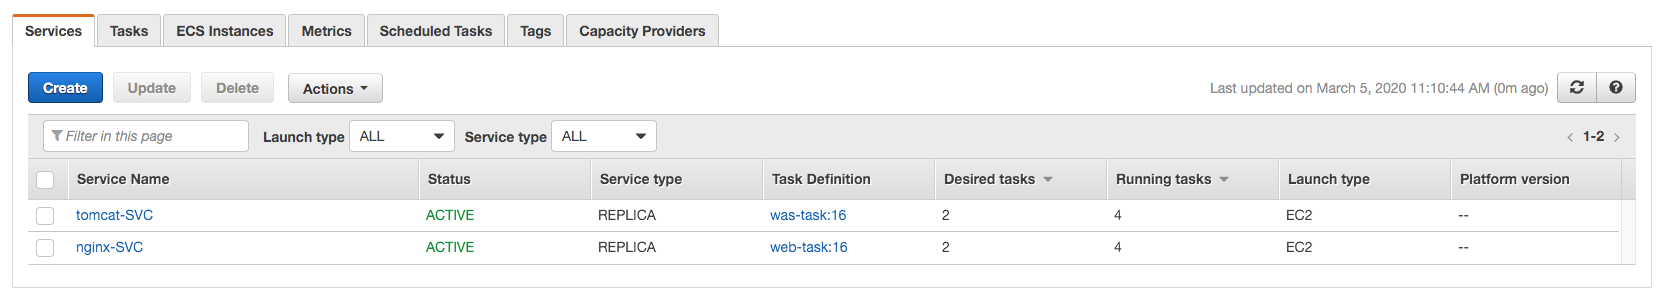 Services Tasks ECS Instances Metrics Scheduled Tasks Tags Capacity Providers
Create Update Delete Actions Last updated on March 5, 2020 11:10:44 AM (0m ago)
Filter in this page Launch type ALL Service type ALL 1-2
Service Name Status Service type Task Definition Desired tasks Running tasks Launch type Platform version
tomcat-SVC ACTIVE REPLICA was-task:16 2 4 EC2 --
nginx-SVC ACTIVE REPLICA web-task:16 2 4 EC2 --